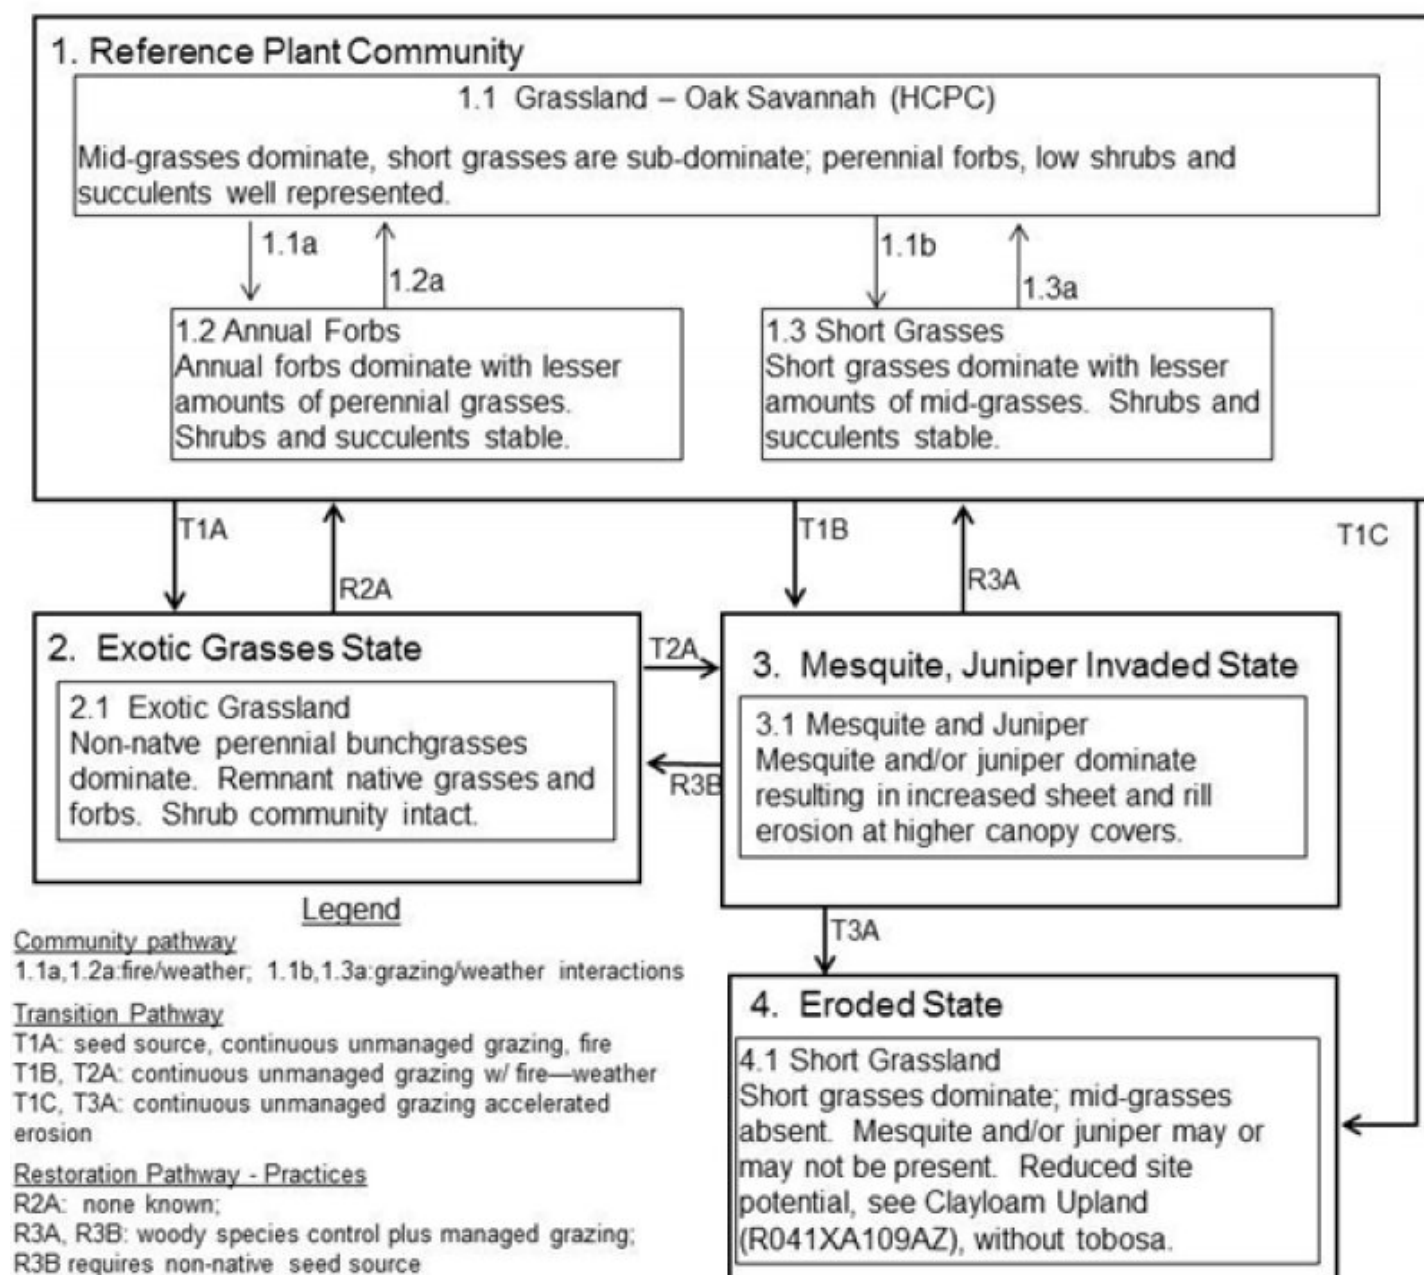 1. Reference Plant Community
1.1 Grassland – Oak Savannah (HCPC)
Mid-grasses dominate, short grasses are sub-dominate; perennial forbs, low shrubs and
succulents well represented.
1.1a
1.2a
1.1b
1.3a
1.2 Annual Forbs
Annual forbs dominate with lesser
amounts of perennial grasses.
Shrubs and succulents stable.
1.3 Short Grasses
Short grasses dominate with lesser
amounts of mid-grasses. Shrubs and
succulents stable.
T1A
R2A
T1B
R3A
T1C
2. Exotic Grasses State
2.1 Exotic Grassland
Non-natve perennial bunchgrasses
dominate. Remnant native grasses and
forbs. Shrub community intact.
T2A
R3B
3. Mesquite, Juniper Invaded State
3.1 Mesquite and Juniper
Mesquite and/or juniper dominate
resulting in increased sheet and rill
erosion at higher canopy covers.
T3A
4. Eroded State
4.1 Short Grassland
Short grasses dominate; mid-grasses
absent. Mesquite and/or juniper may or
may not be present. Reduced site
potential, see Clayloam Upland
(R041XA109AZ), without tobosa.
Legend
Community pathway
1.1a,1.2a:fire/weather; 1.1b,1.3a:grazing/weather interactions
Transition Pathway
T1A: seed source, continuous unmanaged grazing, fire
T1B, T2A: continuous unmanaged grazing w/ fire—weather
T1C, T3A: continuous unmanaged grazing accelerated
erosion
Restoration Pathway - Practices
R2A: none known;
R3A, R3B: woody species control plus managed grazing;
R3B requires non-native seed source